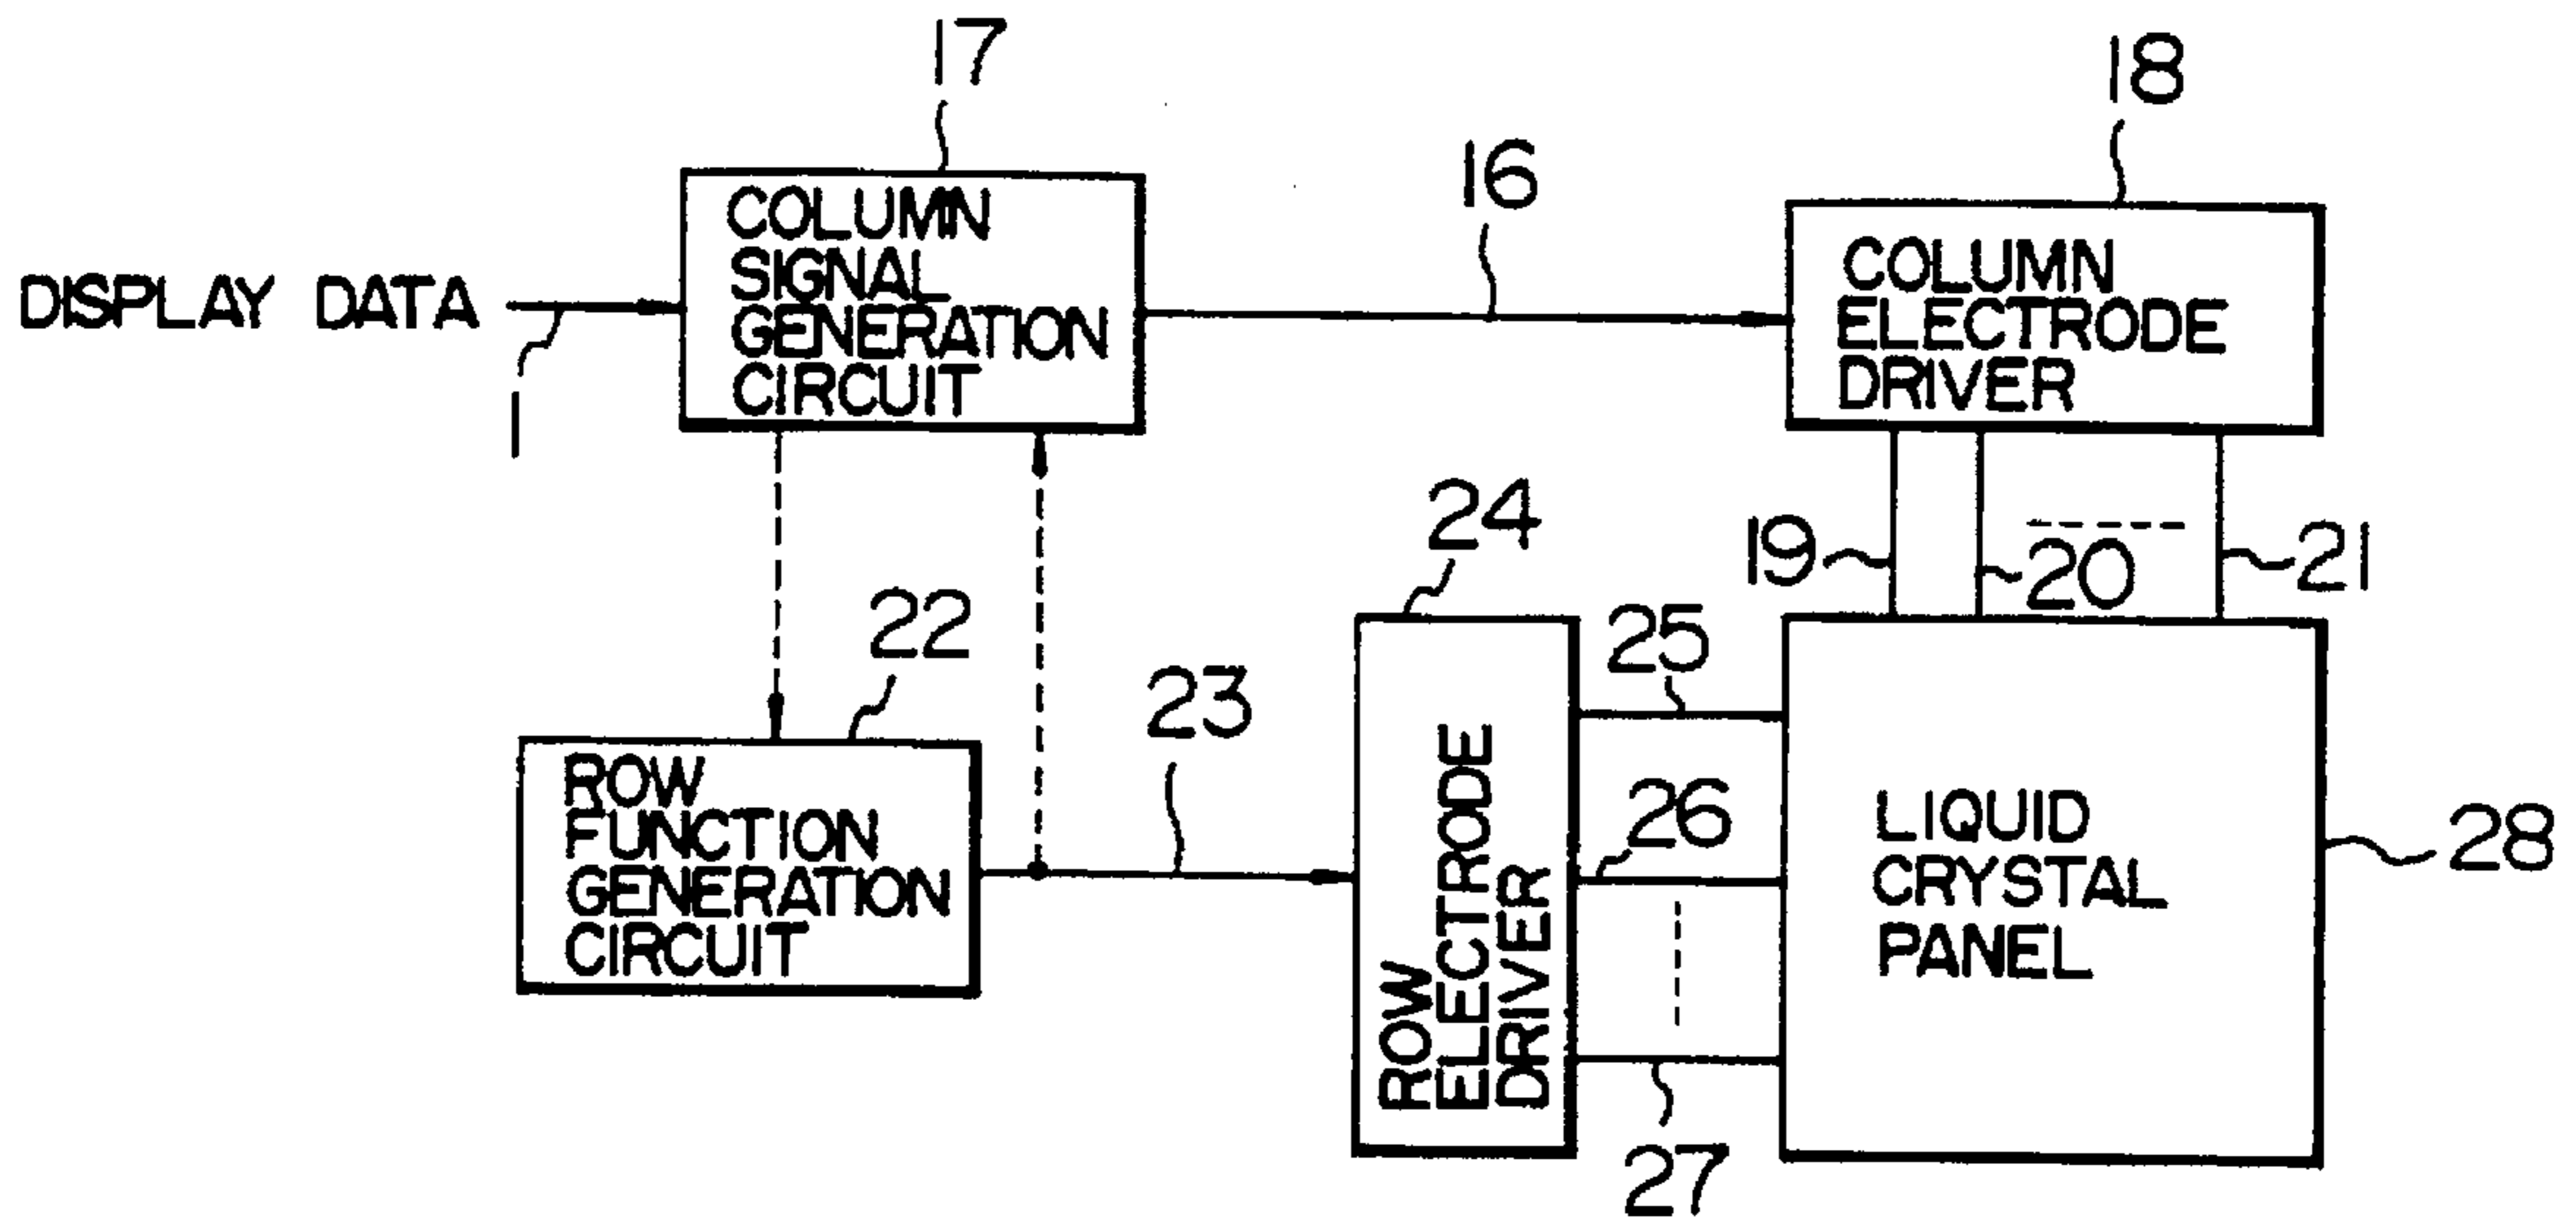 17
18
16
COLUMN
SIGNAL
GENERATION
CIRCUIT
DISPLAY DATA
1
COLUMN
ELECTRODE
DRIVER
19
20
21
24
22
23
25
26
27
ROW
FUNCTION
GENERATION
CIRCUIT
ROW
ELECTRODE
DRIVER
LIQUID
CRYSTAL
PANEL
28